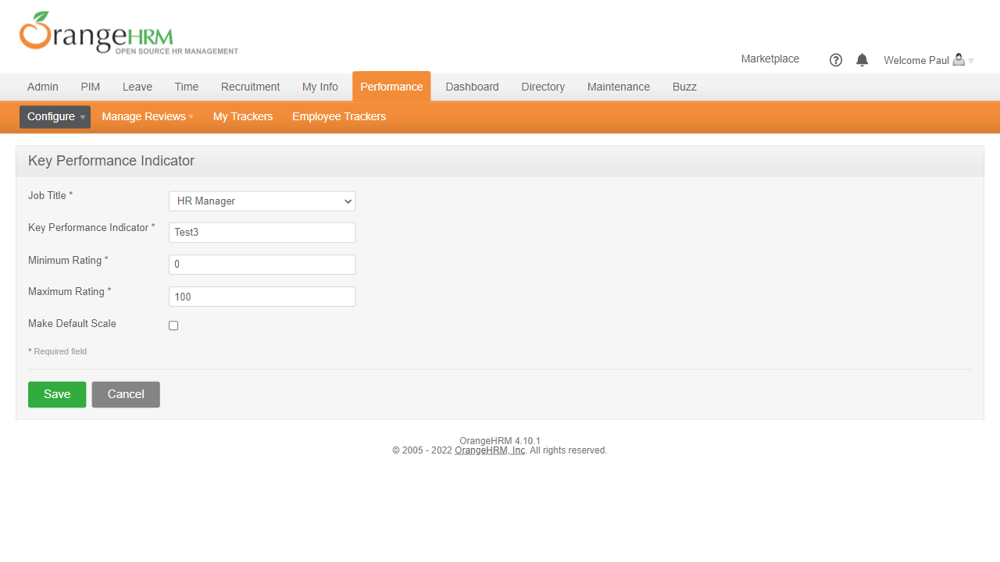 OrangeHRM
OPEN SOURCE HR MANAGEMENT
Marketplace
Welcome Paul
Admin PIM Leave Time Recruitment My Info Performance Dashboard Directory Maintenance Buzz
Configure Manage Reviews My Trackers Employee Trackers
Key Performance Indicator
Job Title * HR Manager
Key Performance Indicator * Test3
Minimum Rating * 0
Maximum Rating * 100
Make Default Scale
* Required field
Save Cancel
OrangeHRM 4.10.1
© 2005 - 2022 OrangeHRM, Inc. All rights reserved.